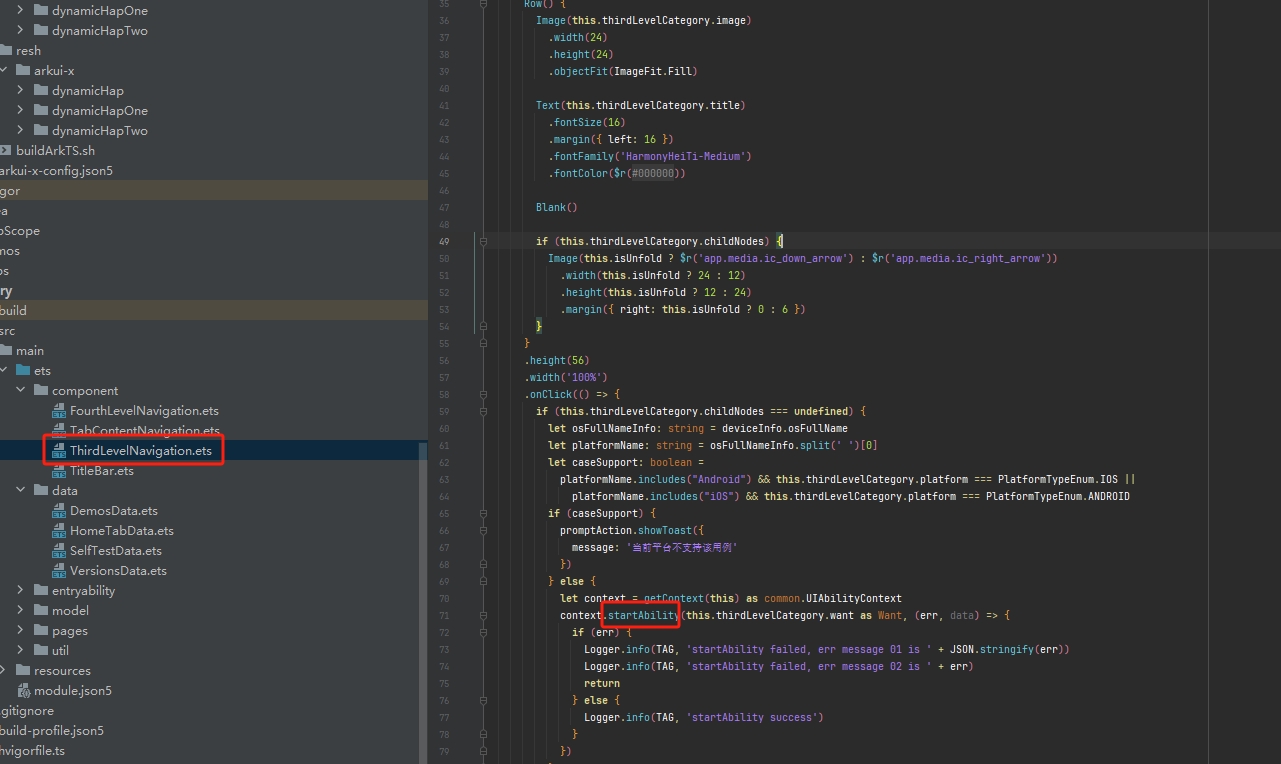 dynamicHapOne
dynamicHapTwo
resh
arkui-x
dynamicHap
dynamicHapOne
dynamicHapTwo
buildArkTS.sh
arkui-x-config.json5
gor
a
oScope
nos
os
ry
build
src
main
ets
component
FourthLevelNavigation.ets
TabContentNavigation.ets
ThirdLevelNavigation.ets
TitleBar.ets
data
DemosData.ets
HomeTabData.ets
SelfTestData.ets
VersionsData.ets
entryability
model
pages
util
resources
module.json5
.gitignore
build-profile.json5
hvigorfile.ts
35 Row() {
36 Image(this.thirdLevelCategory.image)
37 .width(24)
38 .height(24)
39 .objectFit(ImageFit.Fill)
40
41 Text(this.thirdLevelCategory.title)
42 .fontSize(16)
43 .margin({ left: 16 })
44 .fontFamily('HarmonyHeiTi-Medium')
45 .fontColor($r(#000000))
46
47 Blank()
48
49 if (this.thirdLevelCategory.childNodes) {
50 Image(this.isUnfold ? $r('app.media.ic_down_arrow') : $r('app.media.ic_right_arrow'))
51 .width(this.isUnfold ? 24 : 12)
52 .height(this.isUnfold ? 12 : 24)
53 .margin({ right: this.isUnfold ? 0 : 6 })
54 }
55 }
56 .height(56)
57 .width('100%')
58 .onClick(() => {
59 if (this.thirdLevelCategory.childNodes === undefined) {
60 let osFullNameInfo: string = deviceInfo.osFullName
61 let platformName: string = osFullNameInfo.split(' ')[0]
62 let caseSupport: boolean =
63 platformName.includes("Android") && this.thirdLevelCategory.platform === PlatformTypeEnum.IOS ||
64 platformName.includes("iOS") && this.thirdLevelCategory.platform === PlatformTypeEnum.ANDROID
65 if (caseSupport) {
66 promptAction.showToast({
67 message: '当前平台不支持该用例'
68 })
69 } else {
70 let context = getContext(this) as common.UIAbilityContext
71 context.startAbility(this.thirdLevelCategory.want as Want, (err, data) => {
72 if (err) {
73 Logger.info(TAG, 'startAbility failed, err message 01 is ' + JSON.stringify(err))
74 Logger.info(TAG, 'startAbility failed, err message 02 is ' + err)
75 return
76 } else {
77 Logger.info(TAG, 'startAbility success')
78 }
79 })